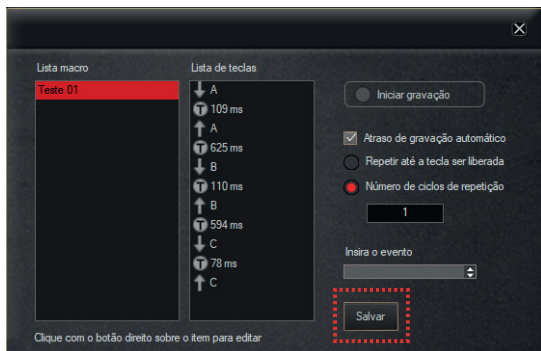 Lista macro
Teste 01
Lista de teclas
A
109 ms
A
T 625 ms
B
T 110 ms
B
T 594 ms
C
T 78 ms
C
Iniciar gravação
Atraso de gravação automático
Repetir até a tecla ser liberada
Número de ciclos de repetição
1
Insira o evento
Salvar
Clique com o botão direito sobre o item para editar